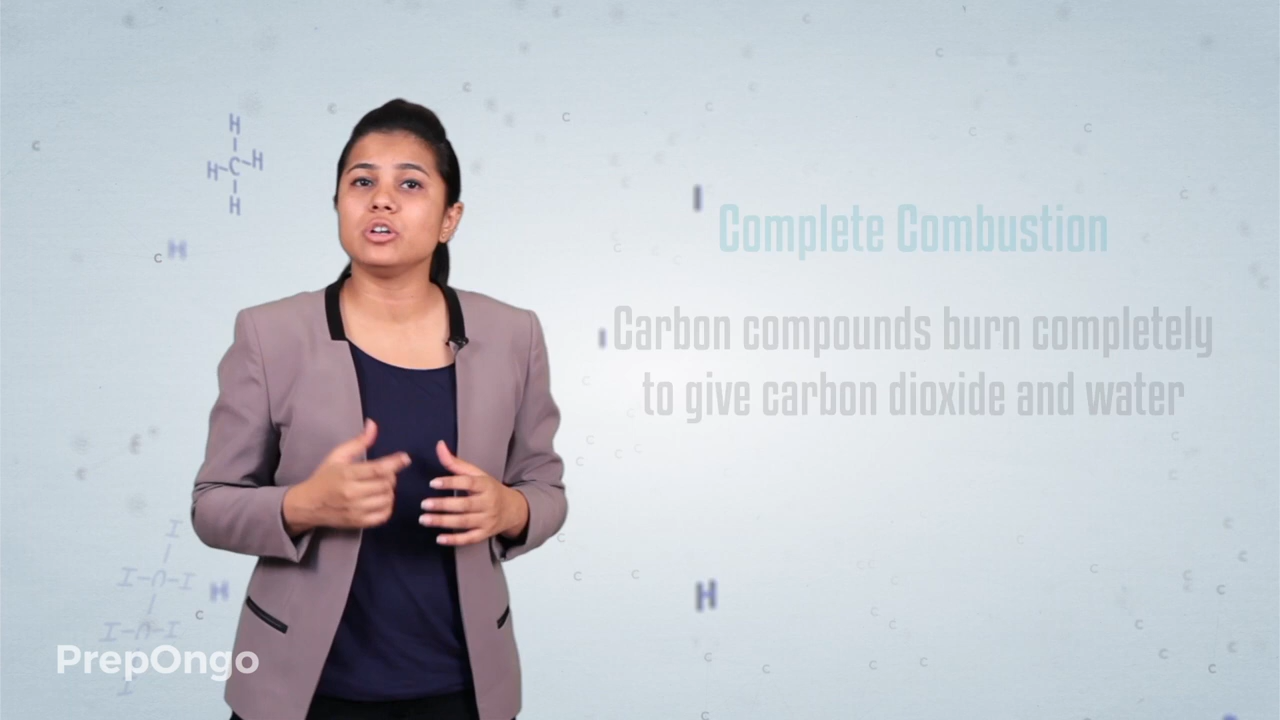 Complete Combustion
Carbon compounds burn completely
to give carbon dioxide and water
H
H-C-H
H
H
C
H
C
I
I
H
PrepOngo